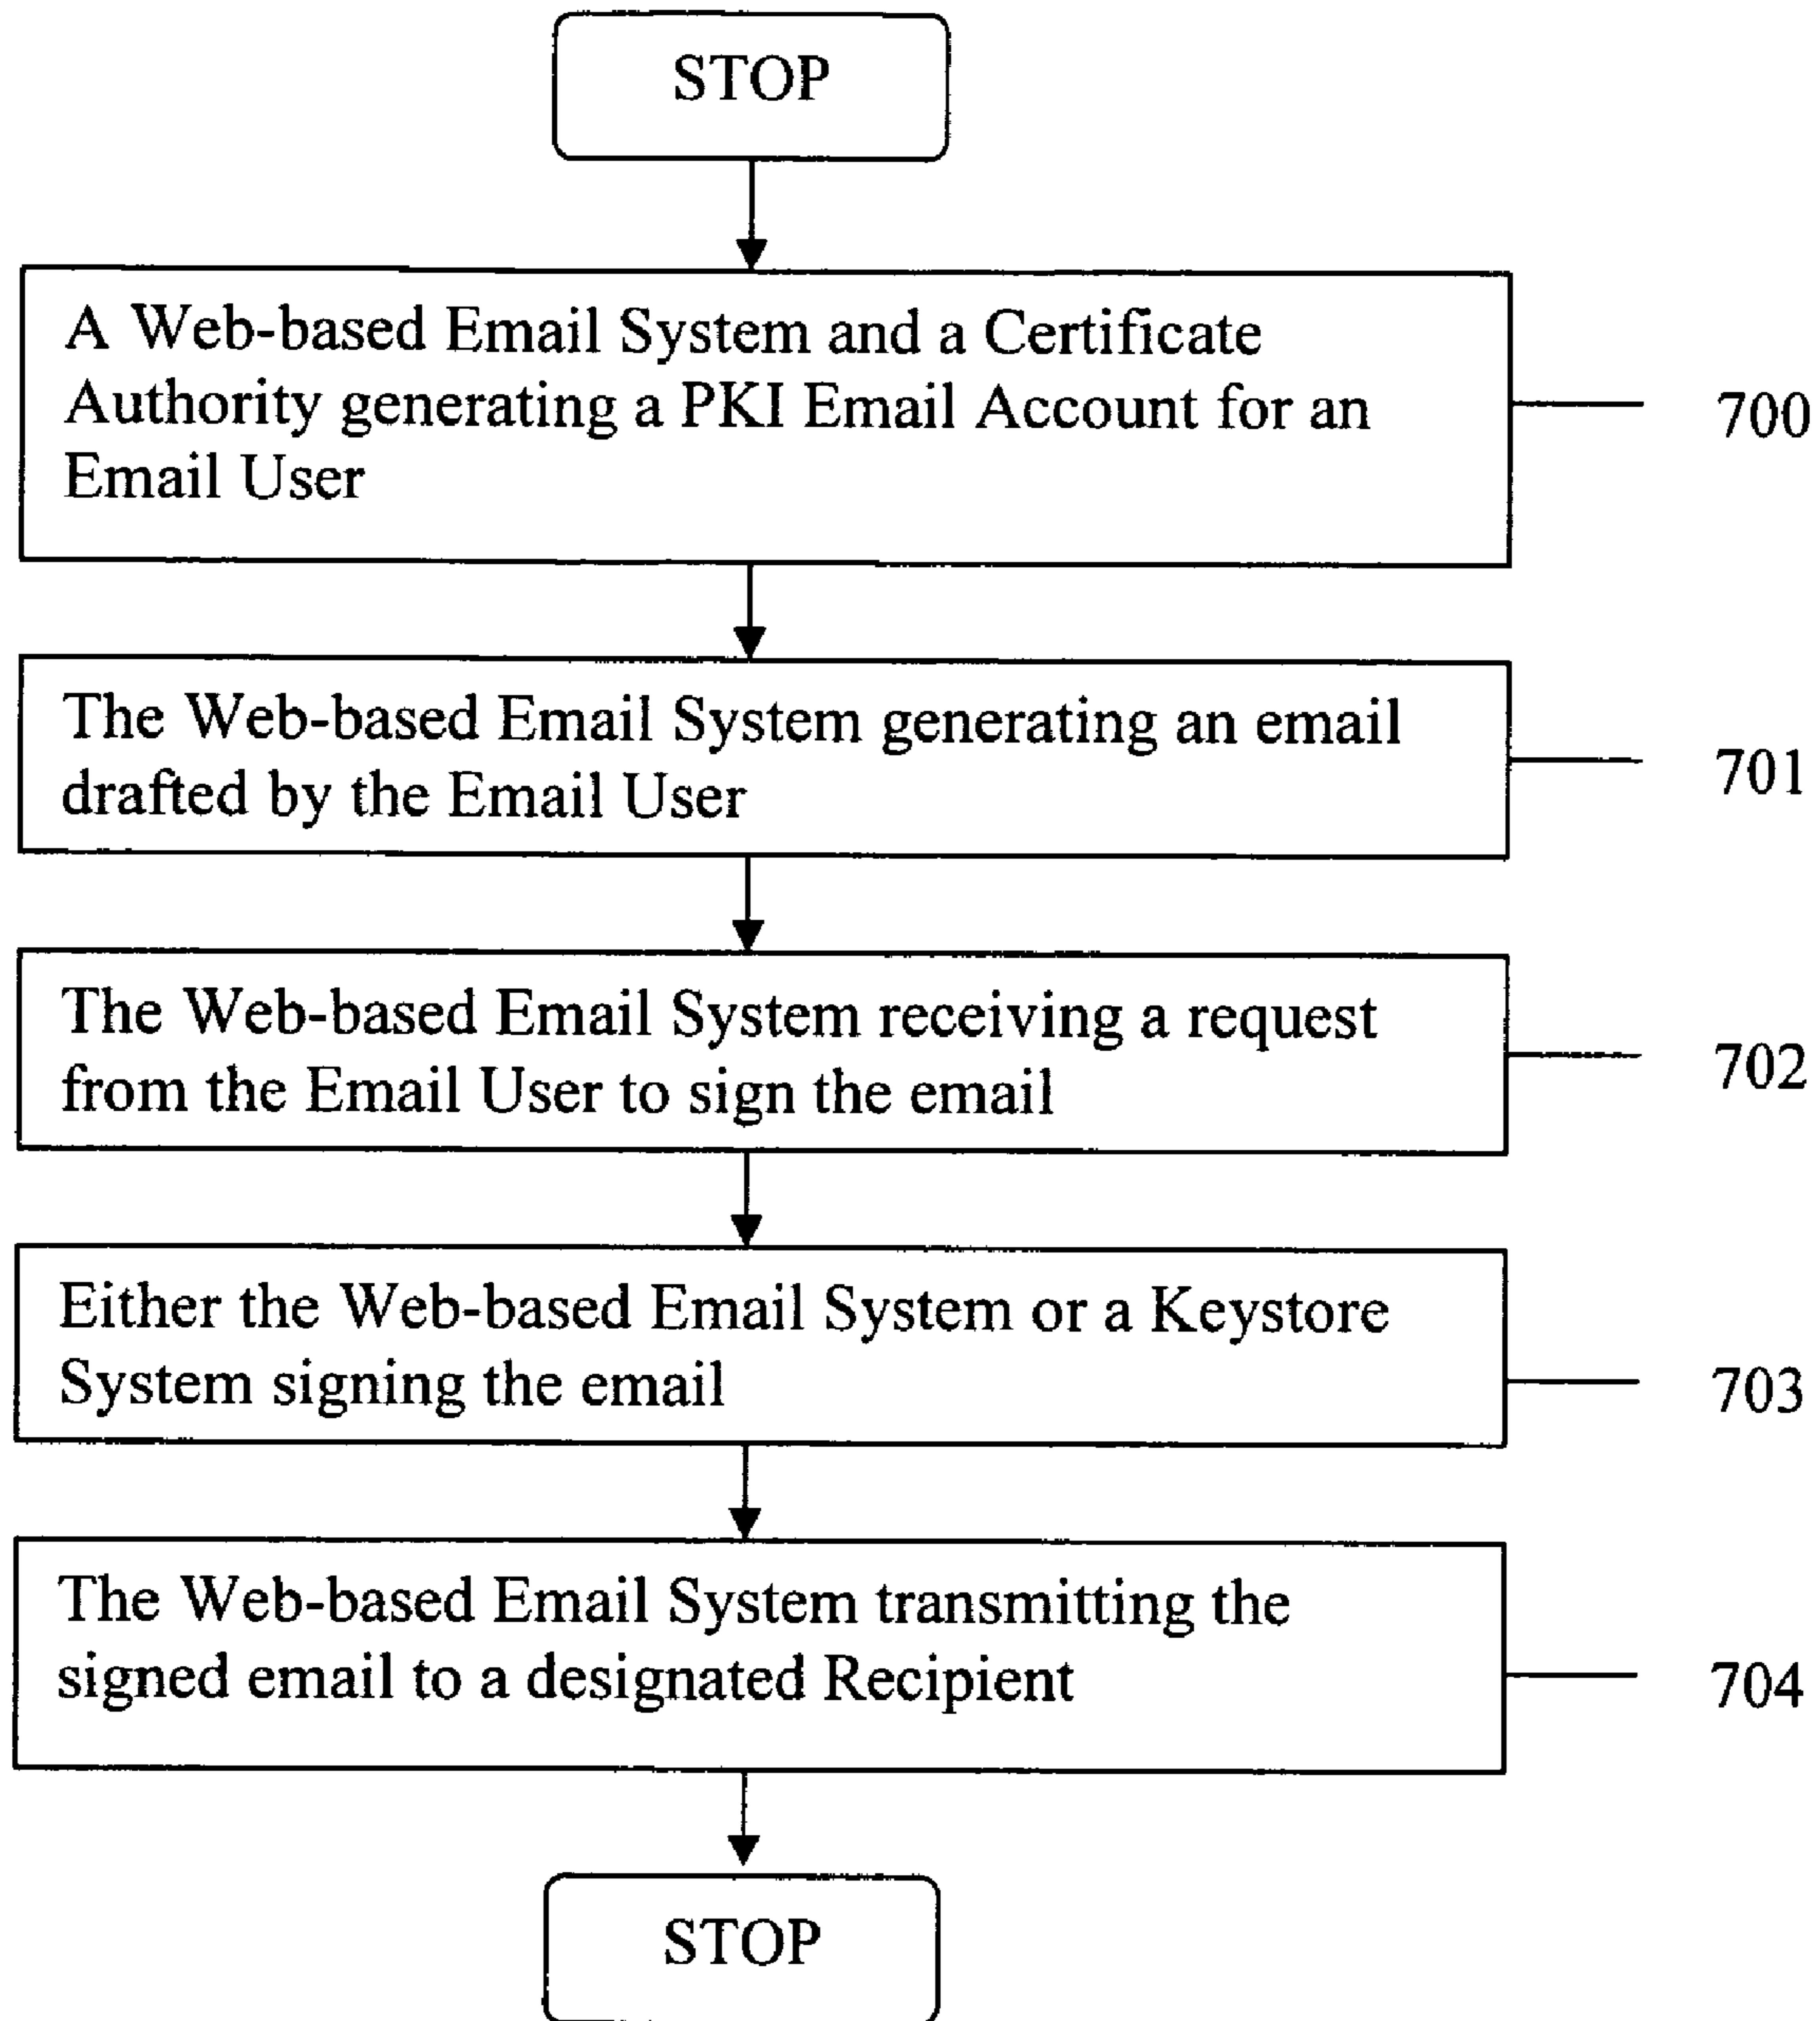 STOP
A Web-based Email System and a Certificate
Authority generating a PKI Email Account for an
Email User
700
The Web-based Email System generating an email
drafted by the Email User
701
The Web-based Email System receiving a request
from the Email User to sign the email
702
Either the Web-based Email System or a Keystore
System signing the email
703
The Web-based Email System transmitting the
signed email to a designated Recipient
704
STOP